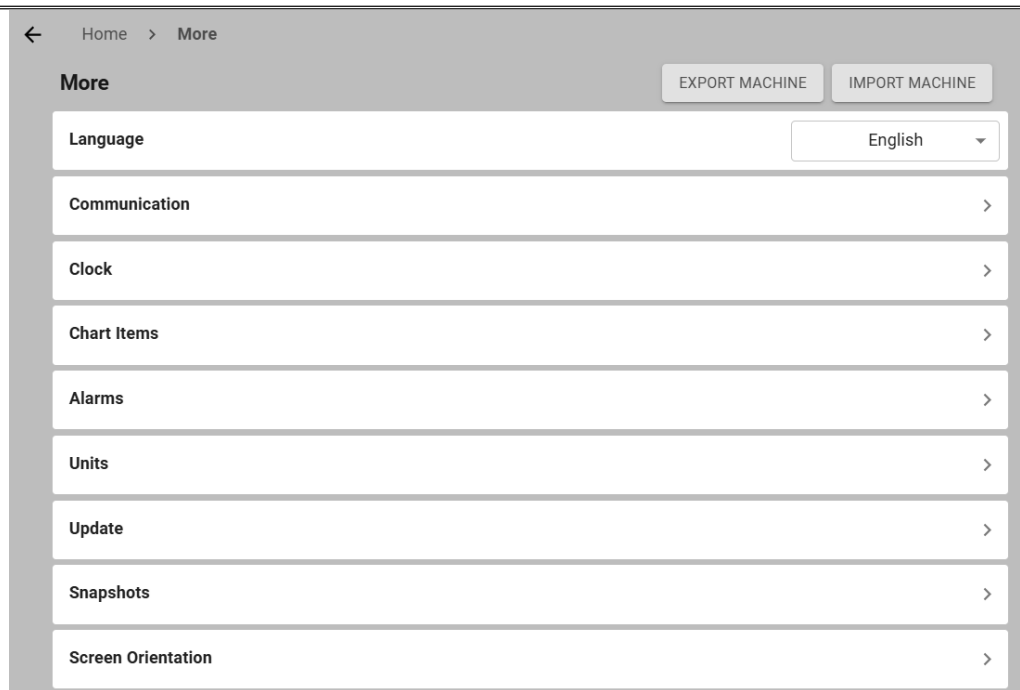 Home > More
More
EXPORT MACHINE
IMPORT MACHINE
Language
English
Communication
Clock
Chart Items
Alarms
Units
Update
Snapshots
Screen Orientation